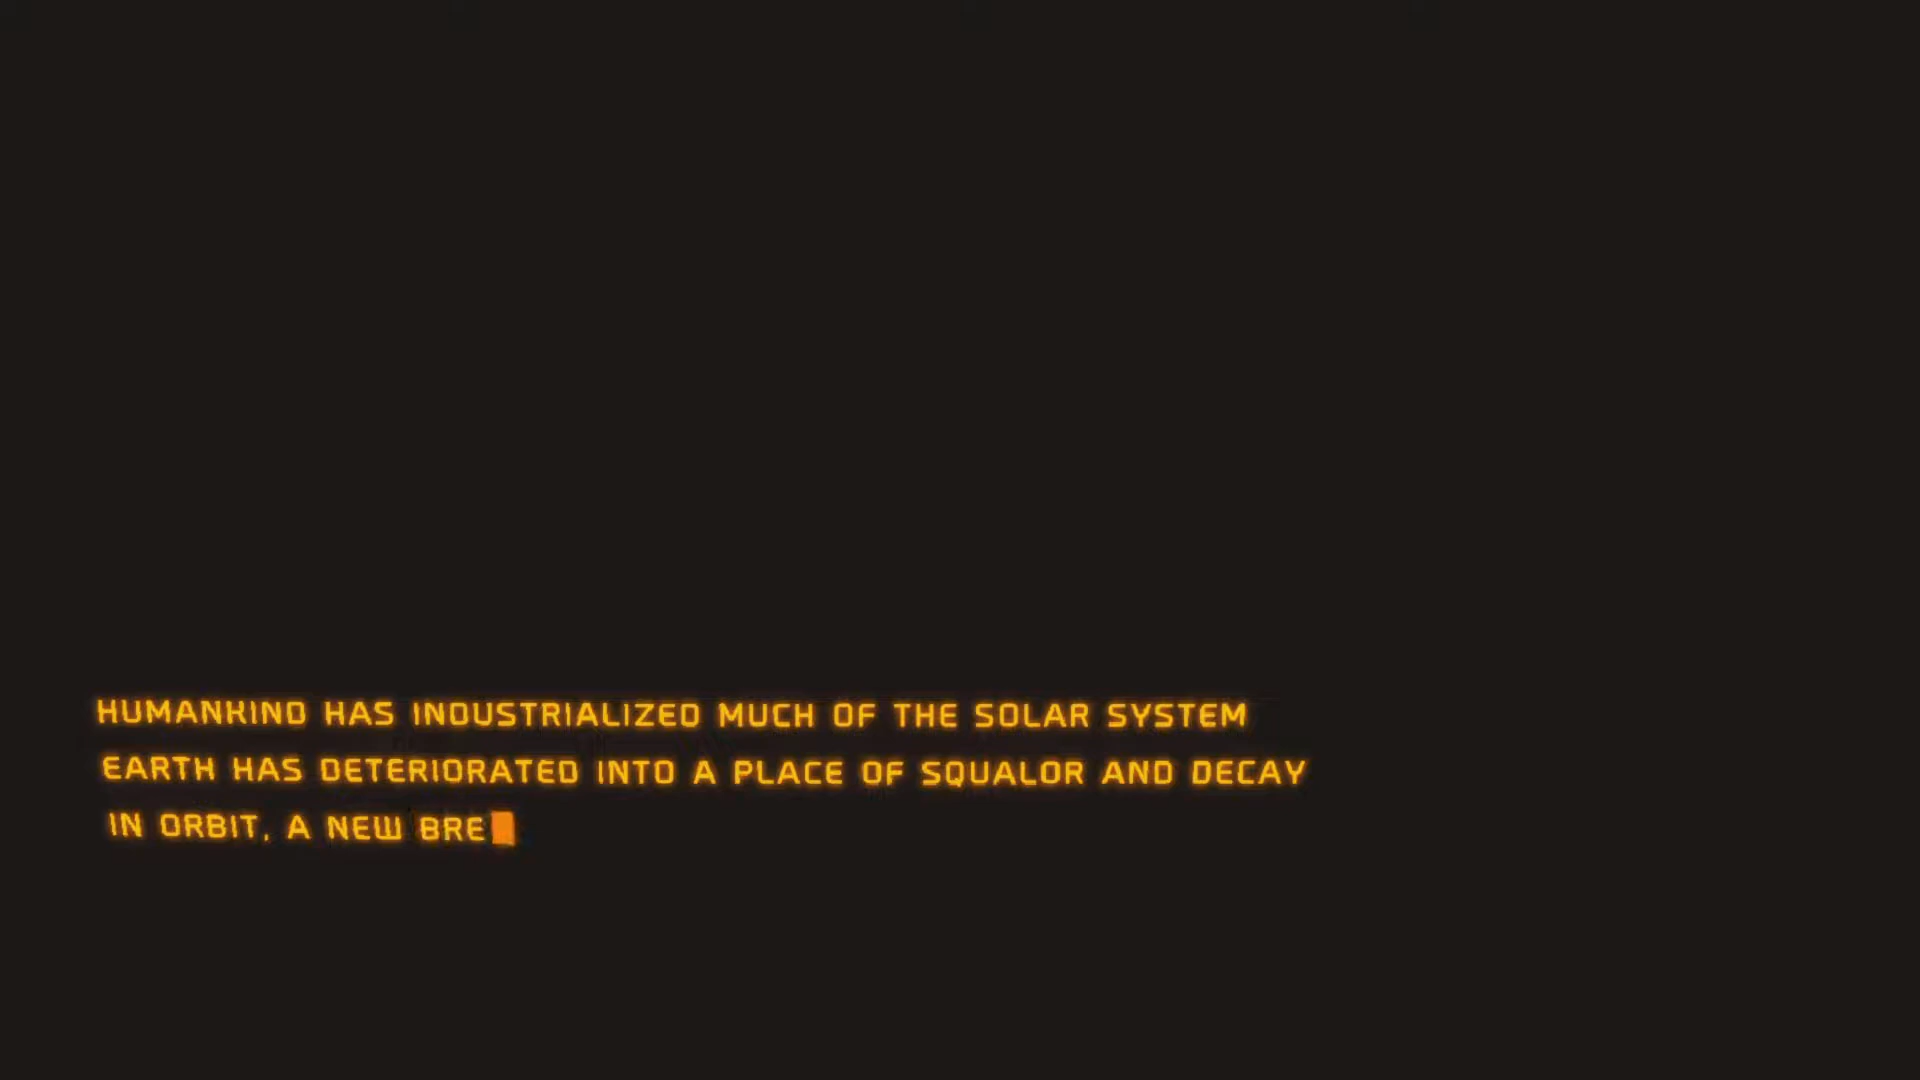 HUMANKIND HAS INDUSTRIALIZED MUCH OF THE SOLAR SYSTEM
EARTH HAS DETERIORATED INTO A PLACE OF SQUALOR AND DECAY
IN ORBIT, A NEW BRE